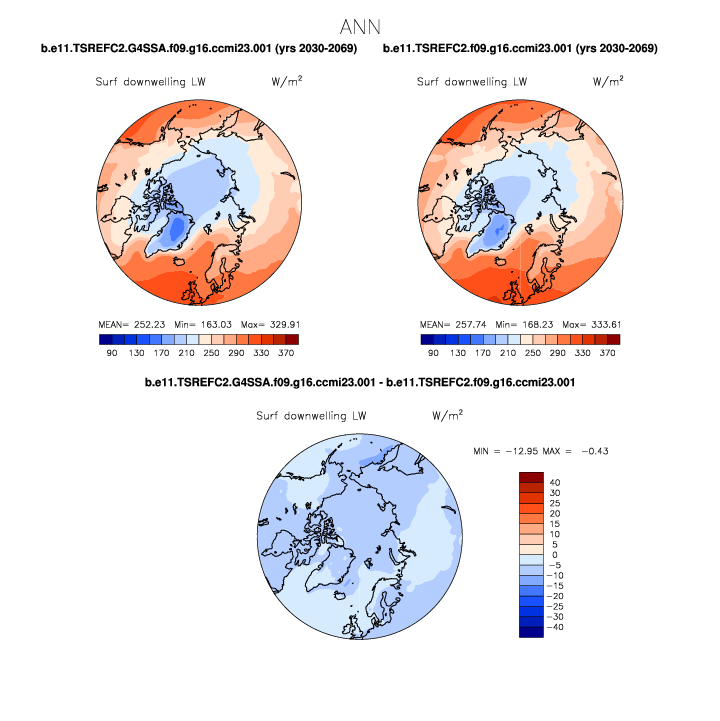 ANN
b.e11.TSREFC2.G4SSA.f09.g16.ccmi23.001 (yrs 2030-2069) b.e11.TSREFC2.f09.g16.ccmi23.001 (yrs 2030-2069)
Surf downwelling LW W/m² Surf downwelling LW W/m²
MEAN= 252.23 Min= 163.03 Max= 329.91 MEAN= 257.74 Min= 168.23 Max= 333.61
90 130 170 210 250 290 330 370 90 130 170 210 250 290 330 370
b.e11.TSREFC2.G4SSA.f09.g16.ccmi23.001 - b.e11.TSREFC2.f09.g16.ccmi23.001
Surf downwelling LW W/m²
MIN = -12.95 MAX = -0.43
40
30
25
20
15
10
5
0
-5
-10
-15
-20
-25
-30
-40